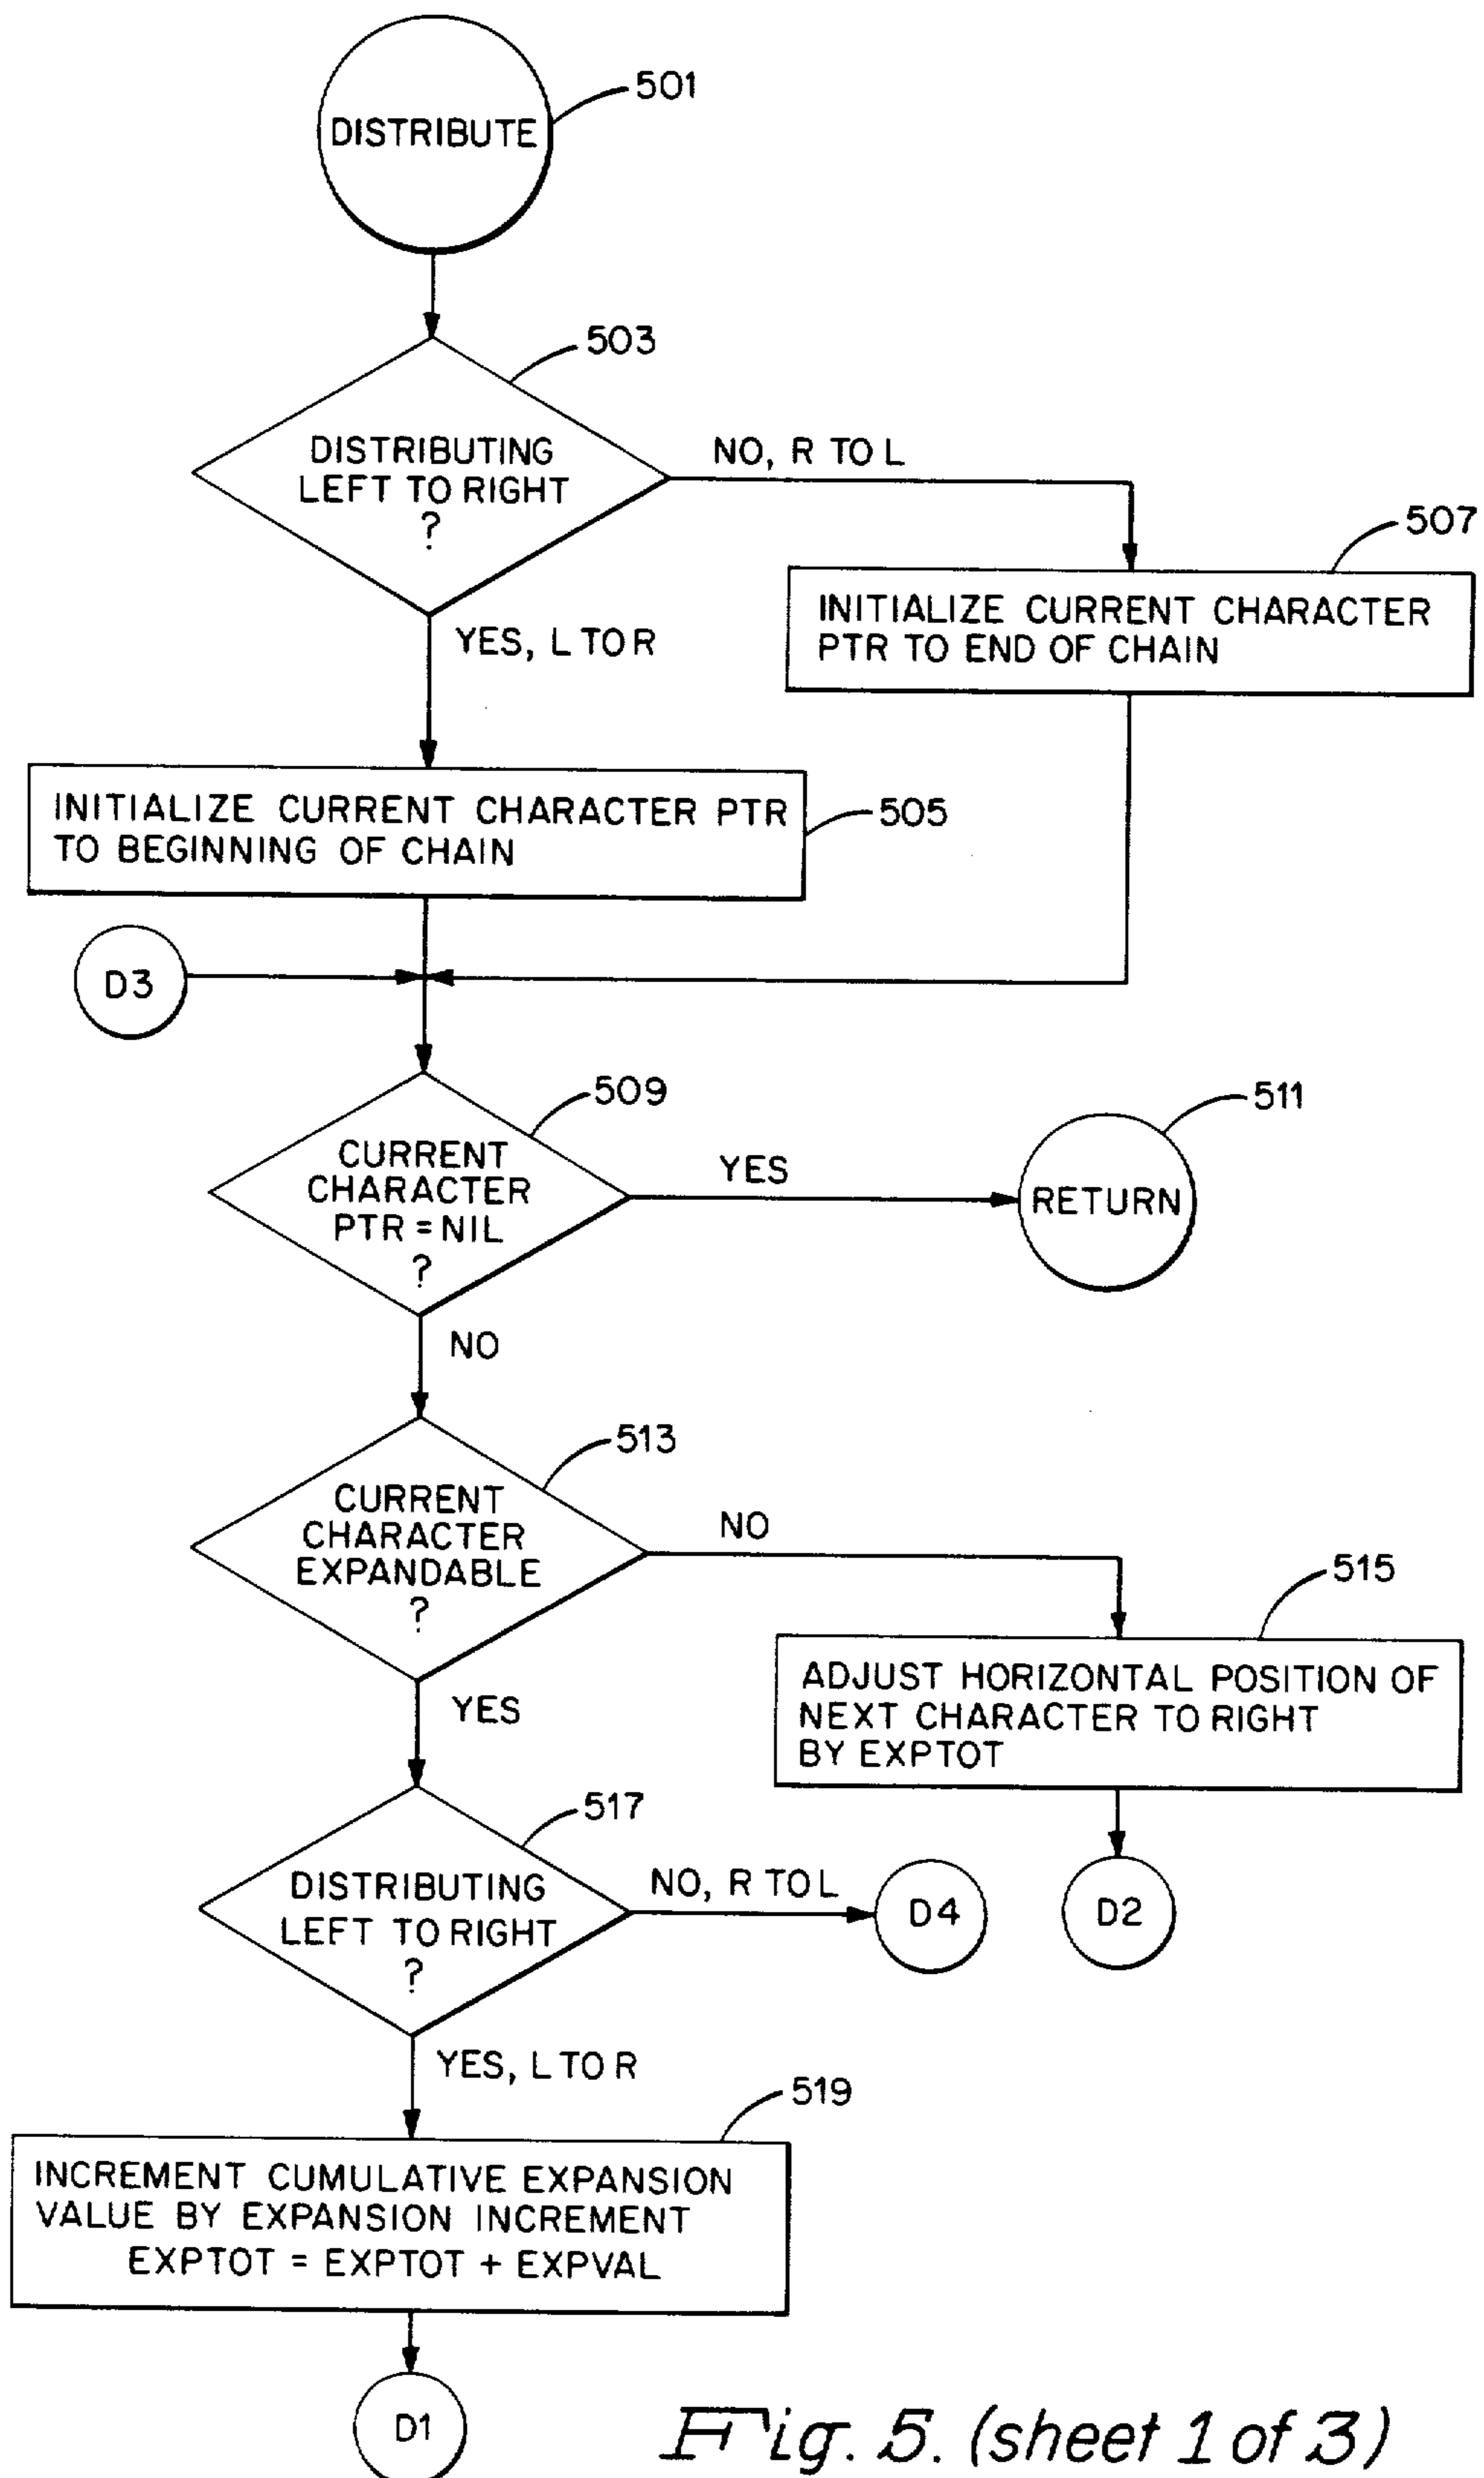 501
DISTRIBUTE
503
DISTRIBUTING
LEFT TO RIGHT
?
NO, R TO L
507
INITIALIZE CURRENT CHARACTER
PTR TO END OF CHAIN
YES, L TO R
INITIALIZE CURRENT CHARACTER PTR
TO BEGINNING OF CHAIN
505
D3
509
CURRENT
CHARACTER
PTR = NIL
?
YES
511
RETURN
NO
513
CURRENT
CHARACTER
EXPANDABLE
?
NO
515
ADJUST HORIZONTAL POSITION OF
NEXT CHARACTER TO RIGHT
BY EXPTOT
YES
517
DISTRIBUTING
LEFT TO RIGHT
?
NO, R TO L
D4
D2
YES, L TO R
519
INCREMENT CUMULATIVE EXPANSION
VALUE BY EXPANSION INCREMENT
EXPTOT = EXPTOT + EXPVAL
D1
Fig. 5. (sheet 1 of 3)